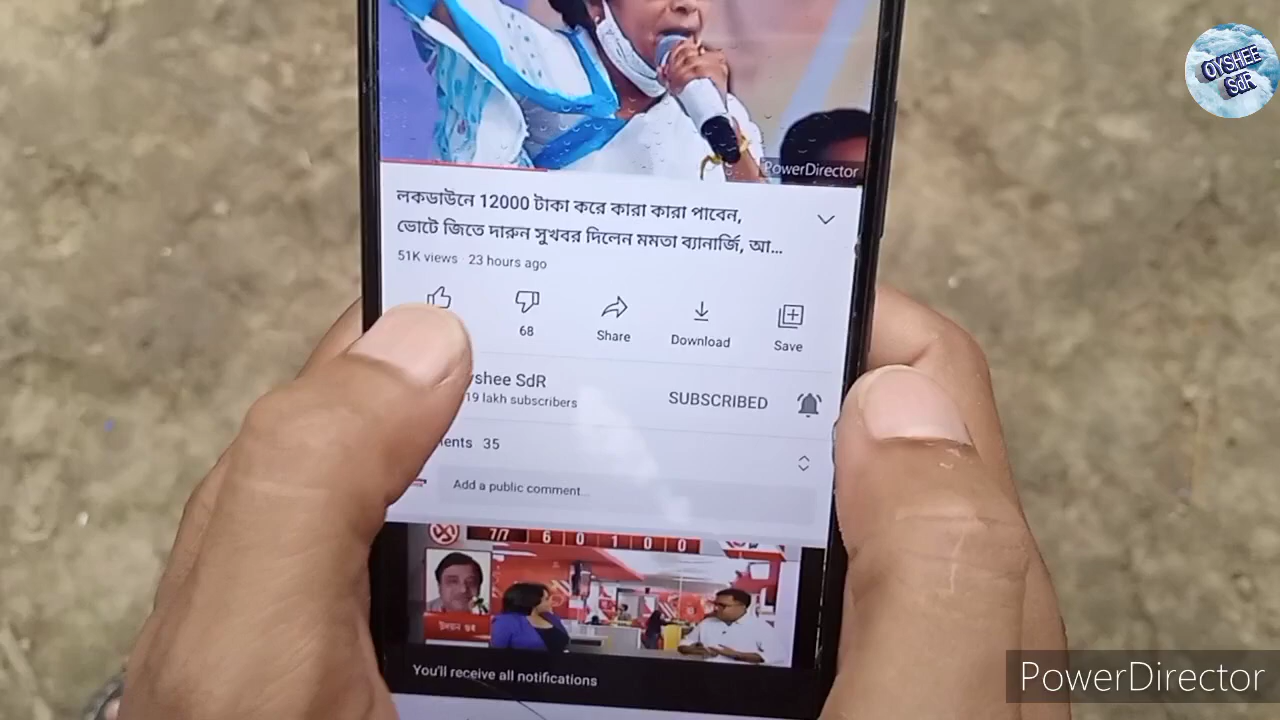 OYSHEE
SdR
PowerDirector
লকডাউনে 12000 টাকা করে কারা কারা পাবেন,
ভোটে জিতে দারুন সুখবর দিলেন মমতা ব্যানার্জি, আ...
51K views · 23 hours ago
68
Share
Download
Save
yshee SdR
19 lakh subscribers
SUBSCRIBED
ents 35
Add a public comment...
7/7 6 0 1 0 0
You'll receive all notifications
PowerDirector